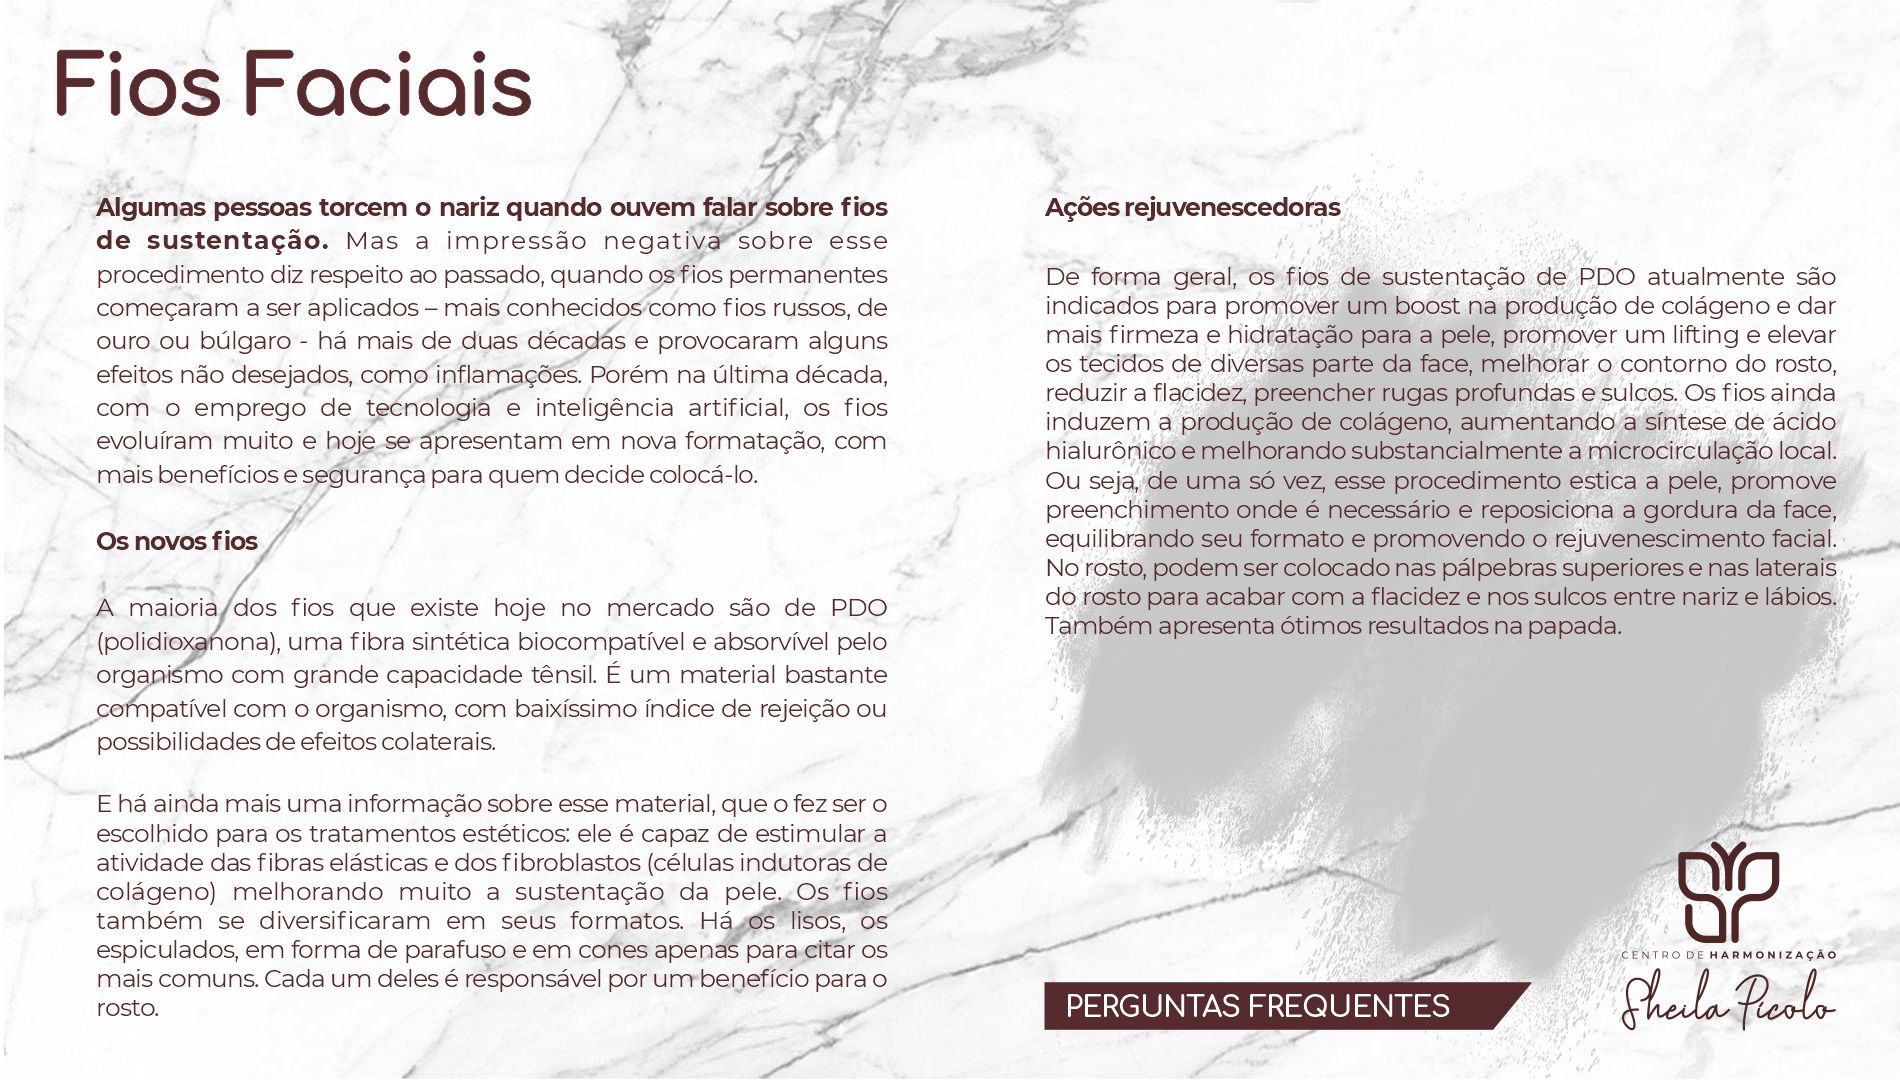 Fios Faciais
Algumas pessoas torcem o nariz quando ouvem falar sobre fios
de sustentação. Mas a impressão negativa sobre esse
procedimento diz respeito ao passado, quando os fios permanentes
começaram a ser aplicados – mais conhecidos como fios russos, de
ouro ou búlgaro - há mais de duas décadas e provocaram alguns
efeitos não desejados, como inflamações. Porém na última década,
com o emprego de tecnologia e inteligência artificial, os fios
evoluíram muito e hoje se apresentam em nova formatação, com
mais benefícios e segurança para quem decide colocá-lo.
Os novos fios
A maioria dos fios que existe hoje no mercado são de PDO
(polidioxanona), uma fibra sintética biocompatível e absorvível pelo
organismo com grande capacidade tênsil. É um material bastante
compatível com o organismo, com baixíssimo índice de rejeição ou
possibilidades de efeitos colaterais.
E há ainda mais uma informação sobre esse material, que o fez ser o
escolhido para os tratamentos estéticos: ele é capaz de estimular a
atividade das fibras elásticas e dos fibroblastos (células indutoras de
colágeno) melhorando muito a sustentação da pele. Os fios
também se diversificaram em seus formatos. Há os lisos, os
espiculados, em forma de parafuso e em cones apenas para citar os
mais comuns. Cada um deles é responsável por um benefício para o
rosto.
Ações rejuvenescedoras
De forma geral, os fios de sustentação de PDO atualmente são
indicados para promover um boost na produção de colágeno e dar
mais firmeza e hidratação para a pele, promover um lifting e elevar
os tecidos de diversas parte da face, melhorar o contorno do rosto,
reduzir a flacidez, preencher rugas profundas e sulcos. Os fios ainda
induzem a produção de colágeno, aumentando a síntese de ácido
hialurônico e melhorando substancialmente a microcirculação local.
Ou seja, de uma só vez, esse procedimento estica a pele, promove
preenchimento onde é necessário e reposiciona a gordura da face,
equilibrando seu formato e promovendo o rejuvenescimento facial.
No rosto, podem ser colocado nas pálpebras superiores e nas laterais
do rosto para acabar com a flacidez e nos sulcos entre nariz e lábios.
Também apresenta ótimos resultados na papada.
PERGUNTAS FREQUENTES
CENTRO DE HARMONIZAÇÃO
Sheila Pícolo